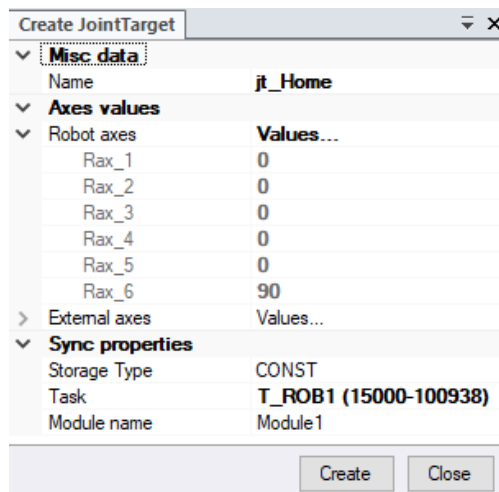 Create JointTarget
Misc data
Name jt_Home
Axes values
Robot axes Values...
Rax_1 0
Rax_2 0
Rax_3 0
Rax_4 0
Rax_5 0
Rax_6 90
External axes Values...
Sync properties
Storage Type CONST
Task T_ROB1 (15000-100938)
Module name Module1
Create Close